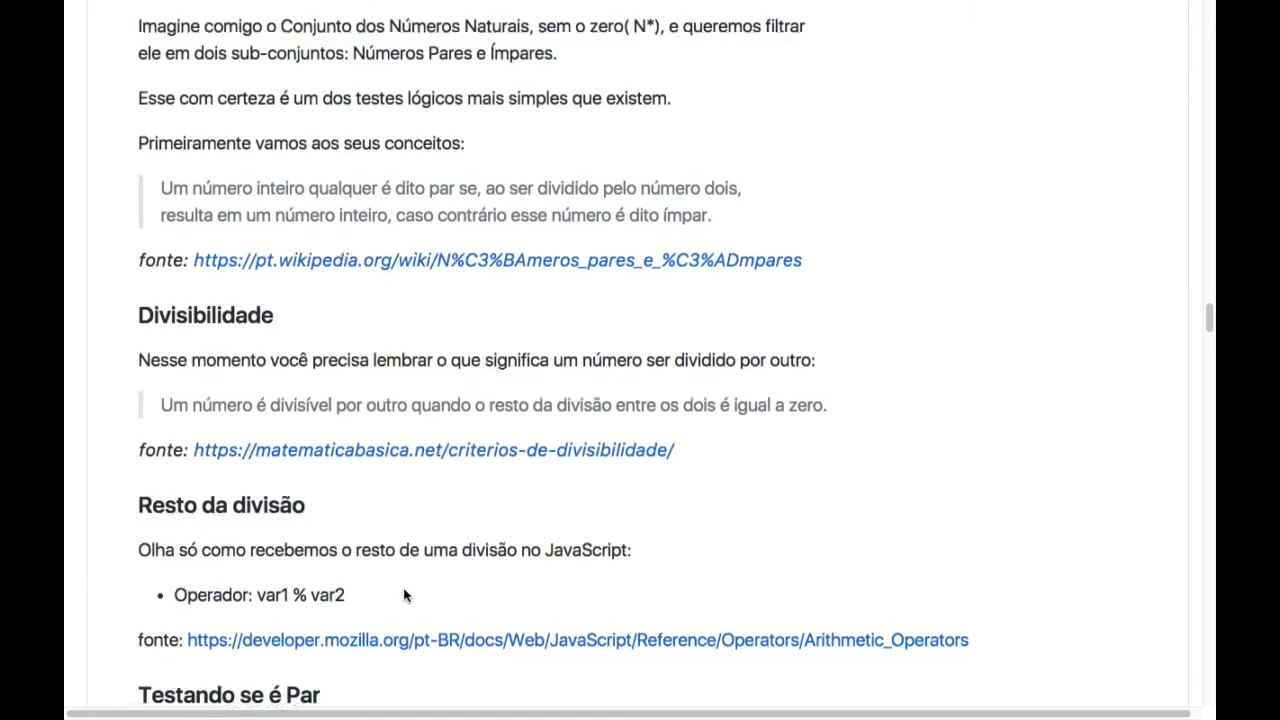 Imagine comigo o Conjunto dos Números Naturais, sem o zero( N*), e queremos filtrar
ele em dois sub-conjuntos: Números Pares e Ímpares.
Esse com certeza é um dos testes lógicos mais simples que existem.
Primeiramente vamos aos seus conceitos:
Um número inteiro qualquer é dito par se, ao ser dividido pelo número dois,
resulta em um número inteiro, caso contrário esse número é dito ímpar.
fonte: https://pt.wikipedia.org/wiki/N%C3%BAmeros_pares_e_%C3%ADmpares
Divisibilidade
Nesse momento você precisa lembrar o que significa um número ser dividido por outro:
Um número é divisível por outro quando o resto da divisão entre os dois é igual a zero.
fonte: https://matematicabasica.net/criterios-de-divisibilidade/
Resto da divisão
Olha só como recebemos o resto de uma divisão no JavaScript:
• Operador: var1 % var2
fonte: https://developer.mozilla.org/pt-BR/docs/Web/JavaScript/Reference/Operators/Arithmetic_Operators
Testando se é Par